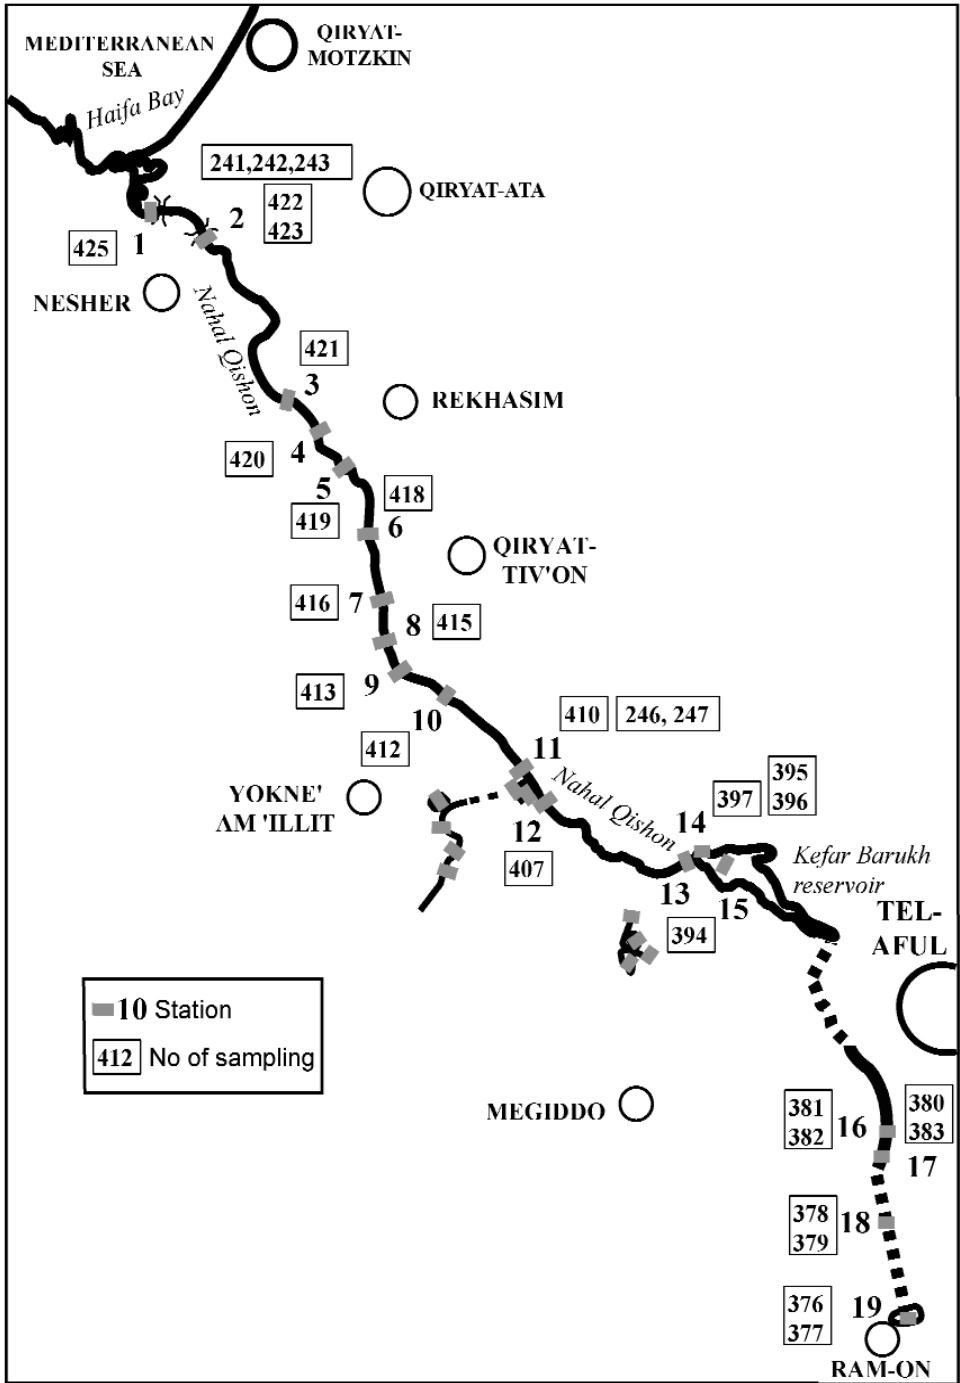 QIRYAT-
MOTZKIN
MEDITERRANEAN
SEA
Haifa Bay
241,242,243
QIRYAT-ATA
422
423
2
425
1
NESHER
Nahal Qishon
421
3
REKHASIM
4
420
5
418
419
6
QIRYAT-
TIV'ON
416
7
8
415
9
413
10
410
246, 247
412
11
YOKNE'
AM 'ILLIT
Nahal Qishon
12
407
395
396
397
14
Kefar Barukh
reservoir
13
15
TEL-
AFUL
394
10 Station
412 No of sampling
MEGIDDO
381
382
16
380
383
17
378
379
18
376
377
19
RAM-ON